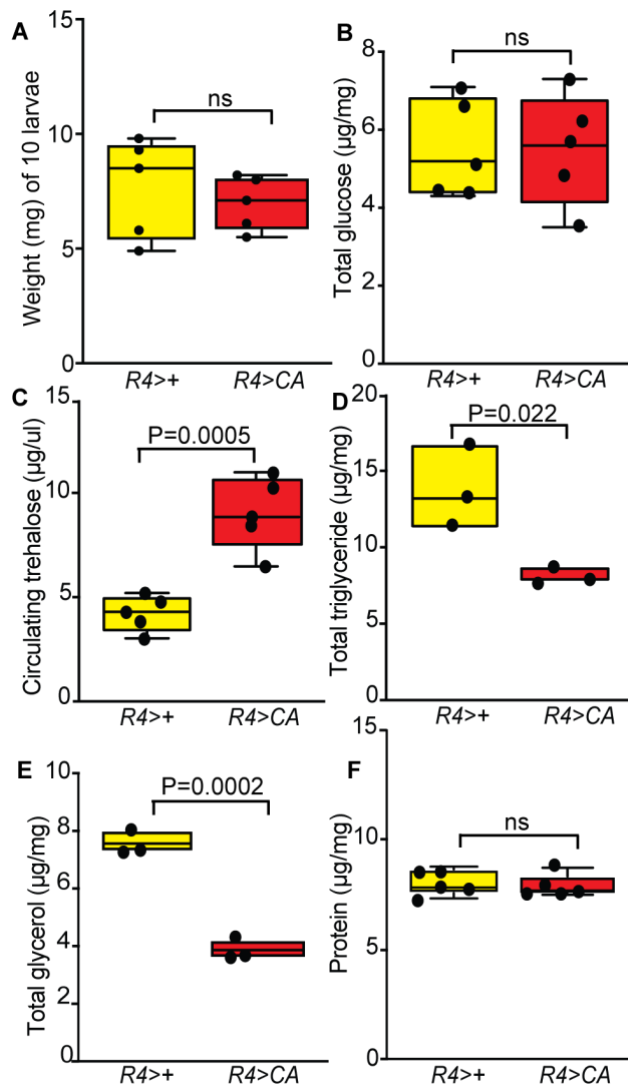 A
Weight (mg) of 10 larvae
15
10
5
0
ns
R4>+
R4>CA
B
Total glucose (µg/mg)
8
6
4
2
0
ns
R4>+
R4>CA
C
Circulating trehalose (µg/ul)
15
10
5
0
P=0.0005
R4>+
R4>CA
D
Total triglyceride (µg/mg)
20
15
10
5
0
P=0.022
R4>+
R4>CA
E
Total glycerol (µg/mg)
10
8
6
4
2
0
P=0.0002
R4>+
R4>CA
F
Protein (µg/mg)
15
10
5
0
ns
R4>+
R4>CA